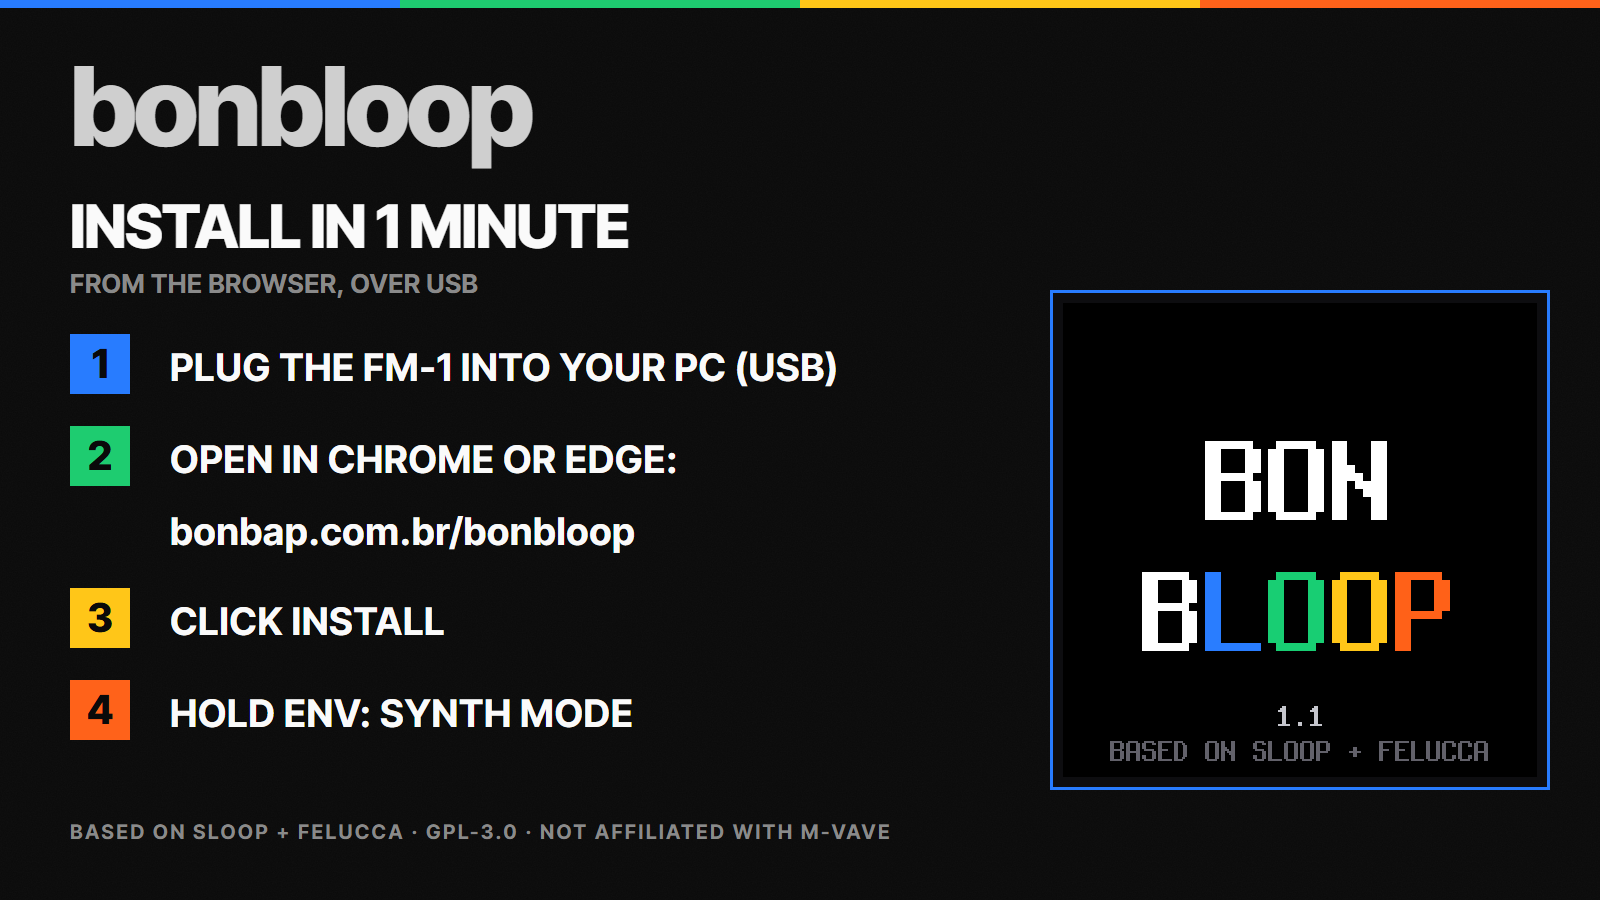 bonbloop
INSTALL IN 1 MINUTE
FROM THE BROWSER, OVER USB
1 PLUG THE FM-1 INTO YOUR PC (USB)
2 OPEN IN CHROME OR EDGE:
bonbap.com.br/bonbloop
3 CLICK INSTALL
4 HOLD ENV: SYNTH MODE
BON
BLOOP
1.1
BASED ON SLOOP + FELUCCA
BASED ON SLOOP + FELUCCA · GPL-3.0 · NOT AFFILIATED WITH M-VAVE